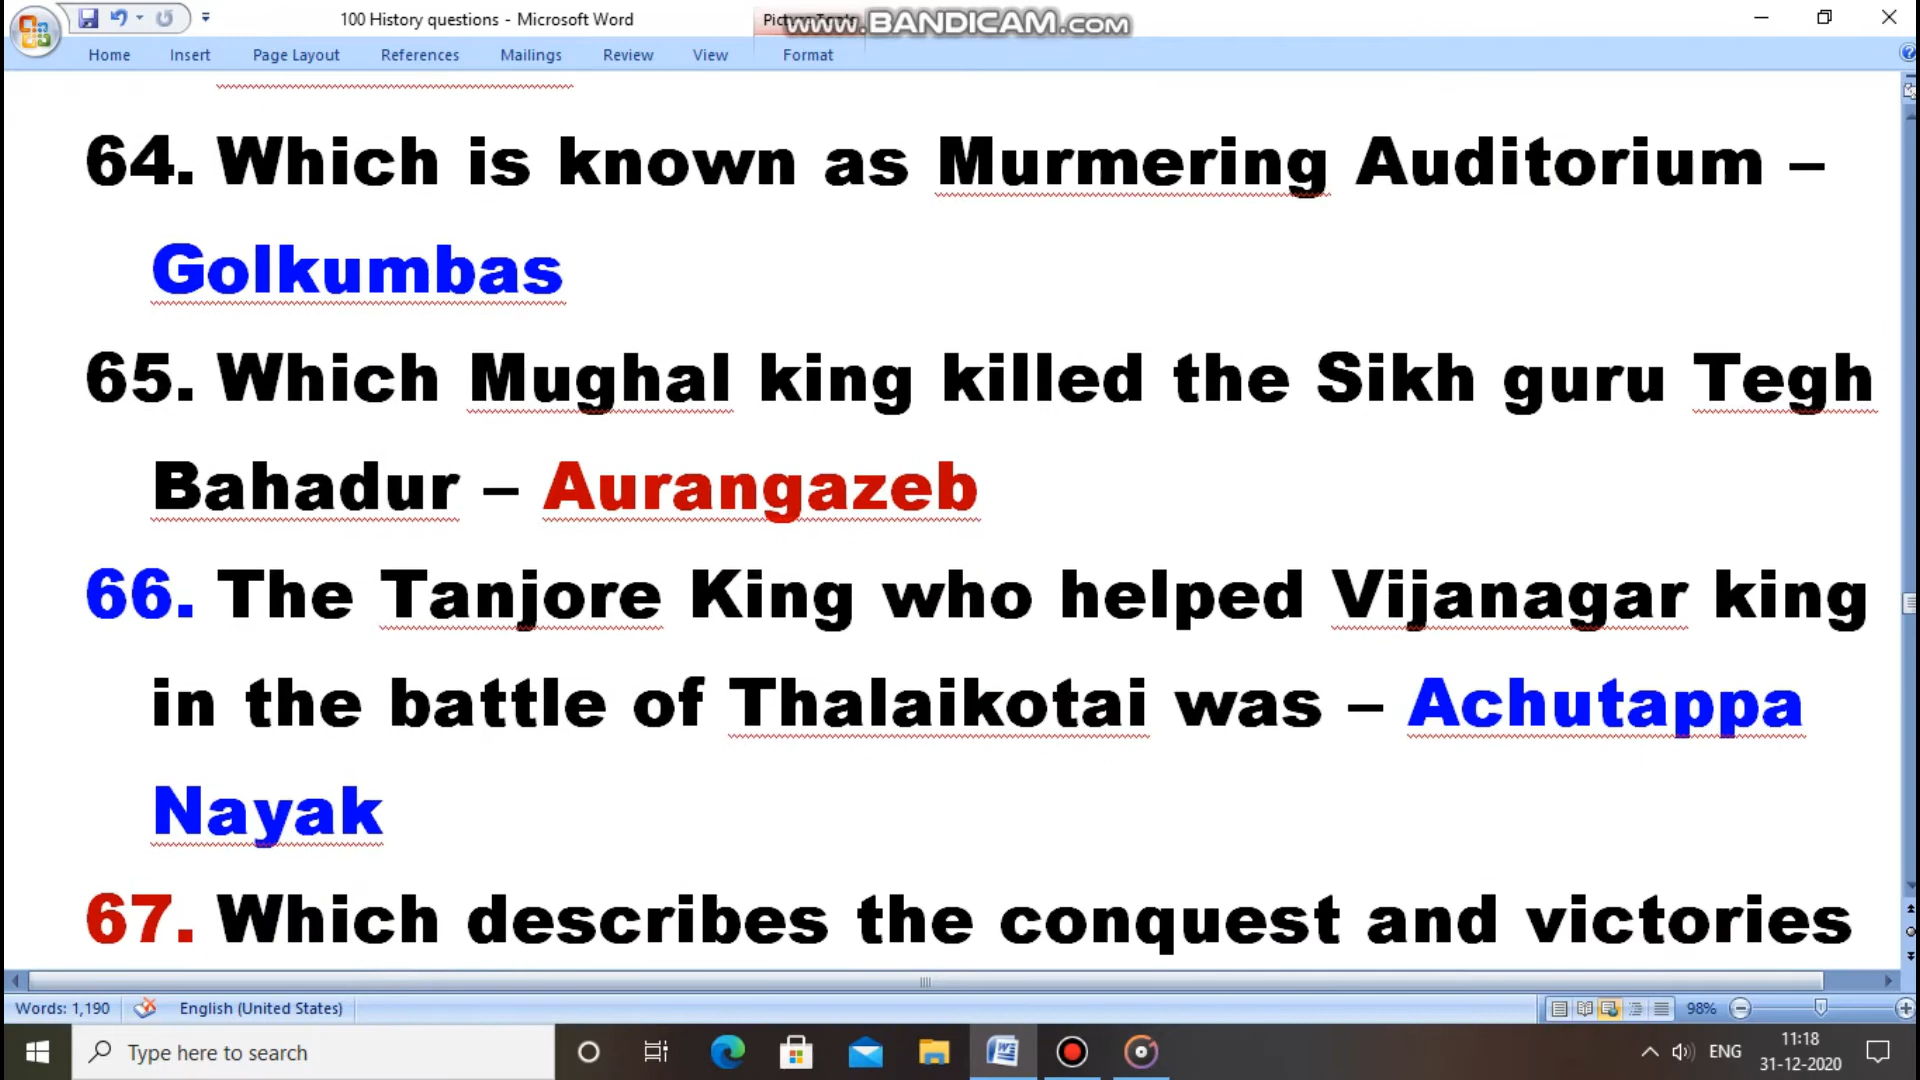 100 History questions - Microsoft Word
www.BANDICAM.com
Home Insert Page Layout References Mailings Review View Format
64. Which is known as Murmering Auditorium –
Golkumbas
65. Which Mughal king killed the Sikh guru Tegh
Bahadur – Aurangazeb
66. The Tanjore King who helped Vijanagar king
in the battle of Thalaikotai was – Achutappa
Nayak
67. Which describes the conquest and victories
Words: 1,190 English (United States) 98%
Type here to search ENG 11:18
31-12-2020